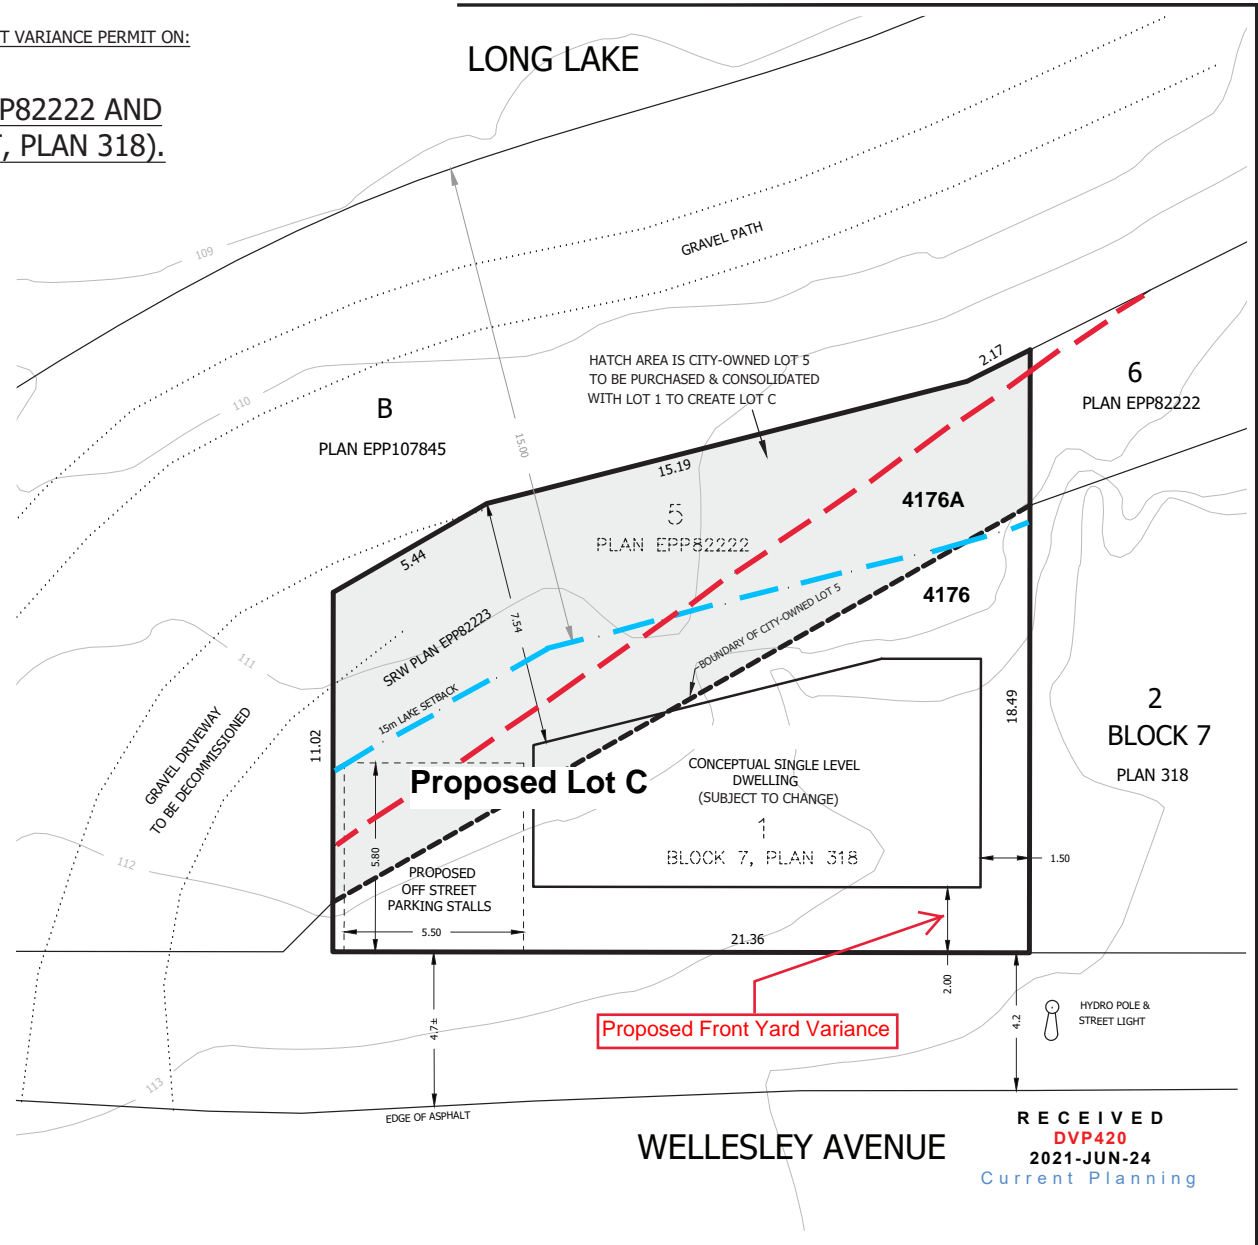 T VARIANCE PERMIT ON:
P82222 AND
, PLAN 318).
LONG LAKE
GRAVEL PATH
109
110
15.00
HATCH AREA IS CITY-OWNED LOT 5
TO BE PURCHASED & CONSOLIDATED
WITH LOT 1 TO CREATE LOT C
2.17
6
PLAN EPP82222
B
PLAN EPP107845
15.19
5
PLAN EPP82222
4176A
5.44
7.54
SRW PLAN EPP82223
BOUNDARY OF CITY-OWNED LOT 5
4176
111
15m LAKE SETBACK
GRAVEL DRIVEWAY
TO BE DECOMMISSIONED
11.02
18.49
2
BLOCK 7
PLAN 318
Proposed Lot C
CONCEPTUAL SINGLE LEVEL
DWELLING
(SUBJECT TO CHANGE)
1
BLOCK 7, PLAN 318
112
5.80
PROPOSED
OFF STREET
PARKING STALLS
5.50
1.50
21.36
2.00
4.7±
4.2
HYDRO POLE &
STREET LIGHT
Proposed Front Yard Variance
113
EDGE OF ASPHALT
WELLESLEY AVENUE
RECEIVED
DVP420
2021-JUN-24
Current Planning